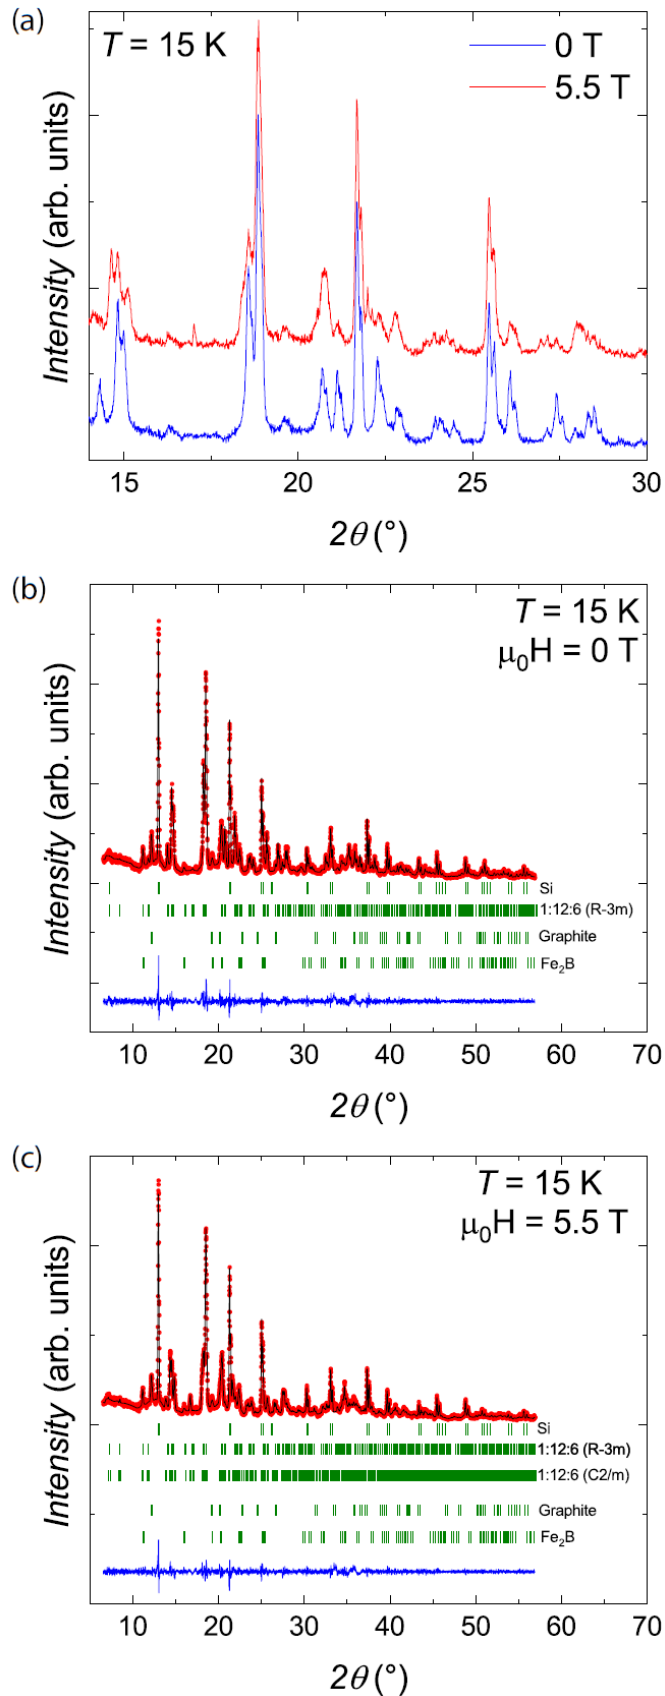 (a)
T = 15 K
0 T
5.5 T
Intensity (arb. units)
15
20
25
30
2θ (°)
(b)
T = 15 K
μ0H = 0 T
Intensity (arb. units)
Si
1:12:6 (R-3m)
Graphite
Fe2B
10
20
30
40
50
60
70
2θ (°)
(c)
T = 15 K
μ0H = 5.5 T
Intensity (arb. units)
Si
1:12:6 (R-3m)
1:12:6 (C2/m)
Graphite
Fe2B
10
20
30
40
50
60
70
2θ (°)